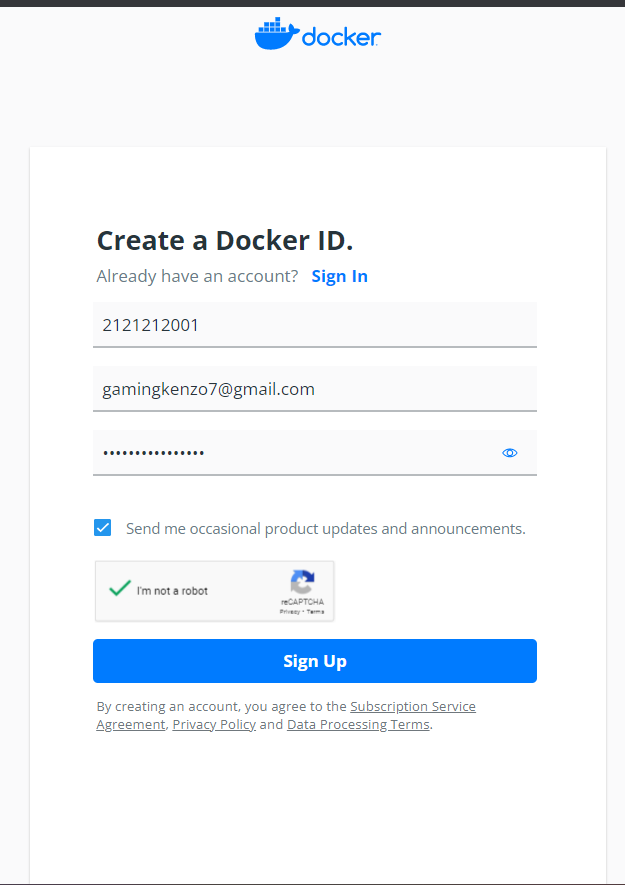 docker
Create a Docker ID.
Already have an account? Sign In
2121212001
gamingkenzo7@gmail.com
••••••••••••••••
Send me occasional product updates and announcements.
I'm not a robot
reCAPTCHA
Privacy • Terms
Sign Up
By creating an account, you agree to the Subscription Service
Agreement, Privacy Policy and Data Processing Terms.